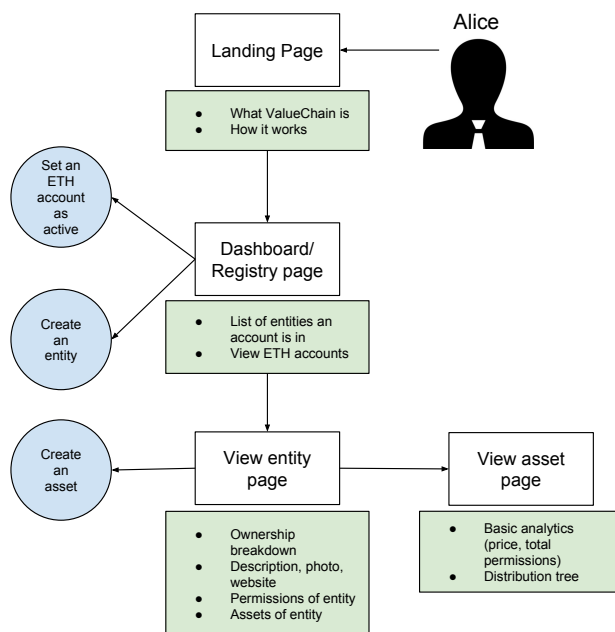 Alice
Landing Page
● What ValueChain is
● How it works
Set an
ETH
account
as
active
Dashboard/
Registry page
● List of entities an
account is in
● View ETH accounts
Create
an
entity
Create
an
asset
View entity
page
View asset
page
● Ownership
breakdown
● Description, photo,
website
● Permissions of entity
● Assets of entity
● Basic analytics
(price, total
permissions)
● Distribution tree